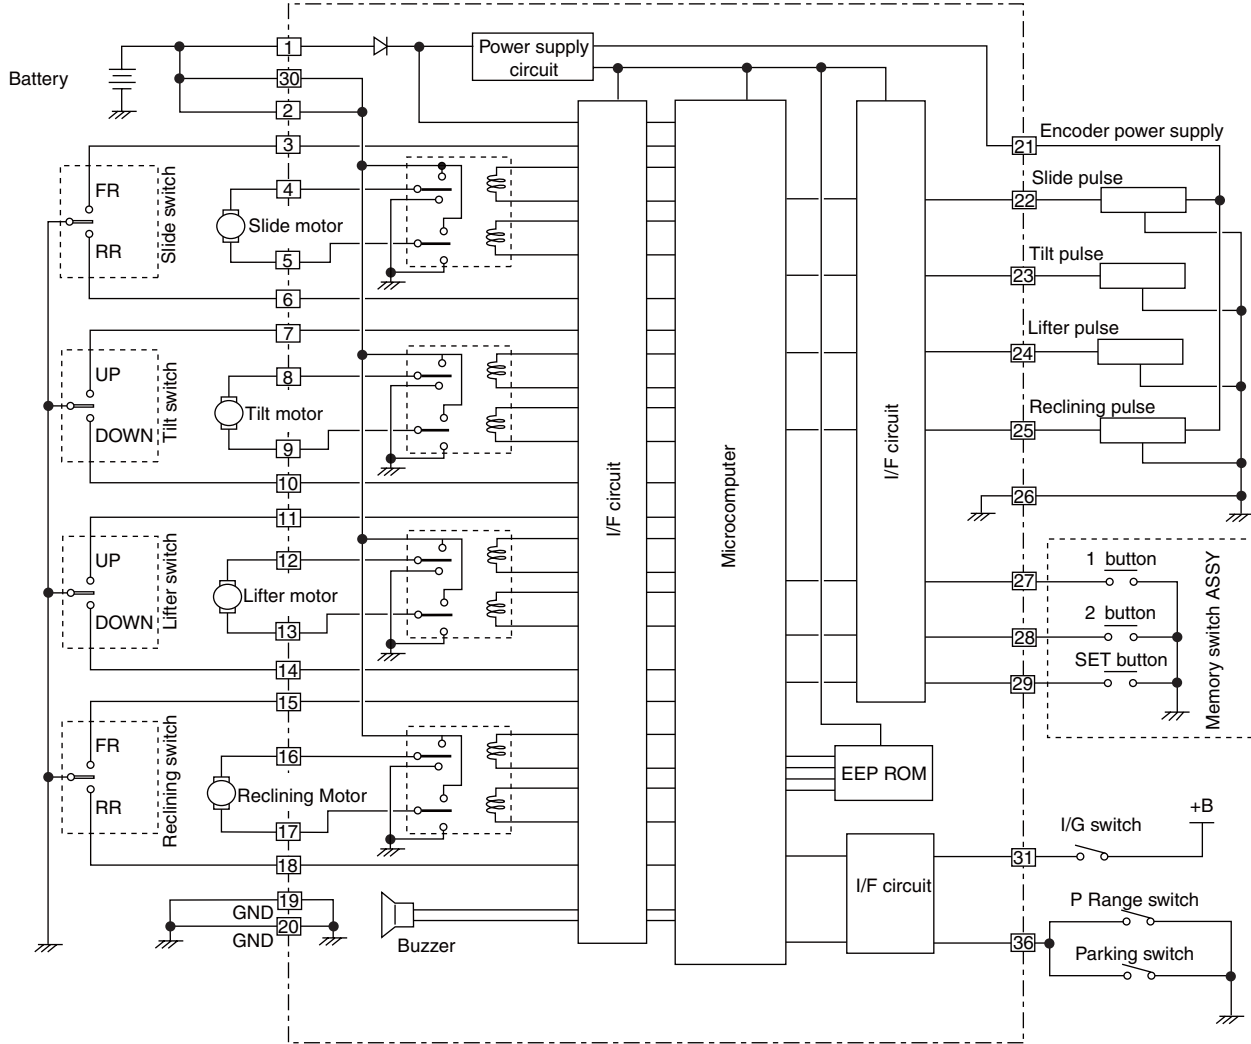 Battery
1
30
2
3
4
5
6
7
8
9
10
11
12
13
14
15
16
17
18
19
20
GND
GND
Power supply
circuit
FR
RR
Slide switch
Slide motor
UP
DOWN
Tilt switch
Tilt motor
UP
DOWN
Lifter switch
Lifter motor
FR
RR
Reclining switch
Reclining Motor
Buzzer
I/F circuit
Microcomputer
I/F circuit
EEP ROM
I/F circuit
21
Encoder power supply
22
Slide pulse
23
Tilt pulse
24
Lifter pulse
25
Reclining pulse
26
27
1 button
28
2 button
29
SET button
Memory switch ASSY
31
I/G switch
+B
36
P Range switch
Parking switch